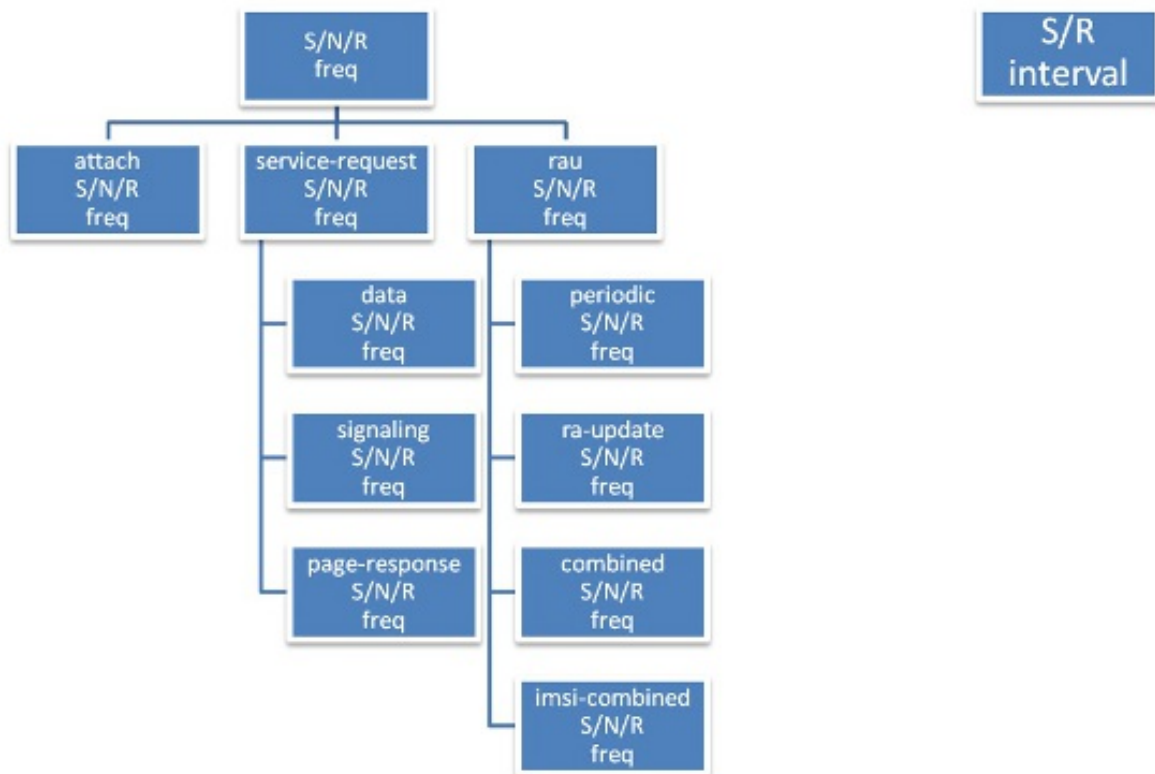 S/N/R
freq
S/R
interval
attach
S/N/R
freq
service-request
S/N/R
freq
rau
S/N/R
freq
data
S/N/R
freq
periodic
S/N/R
freq
signaling
S/N/R
freq
ra-update
S/N/R
freq
page-response
S/N/R
freq
combined
S/N/R
freq
imsi-combined
S/N/R
freq